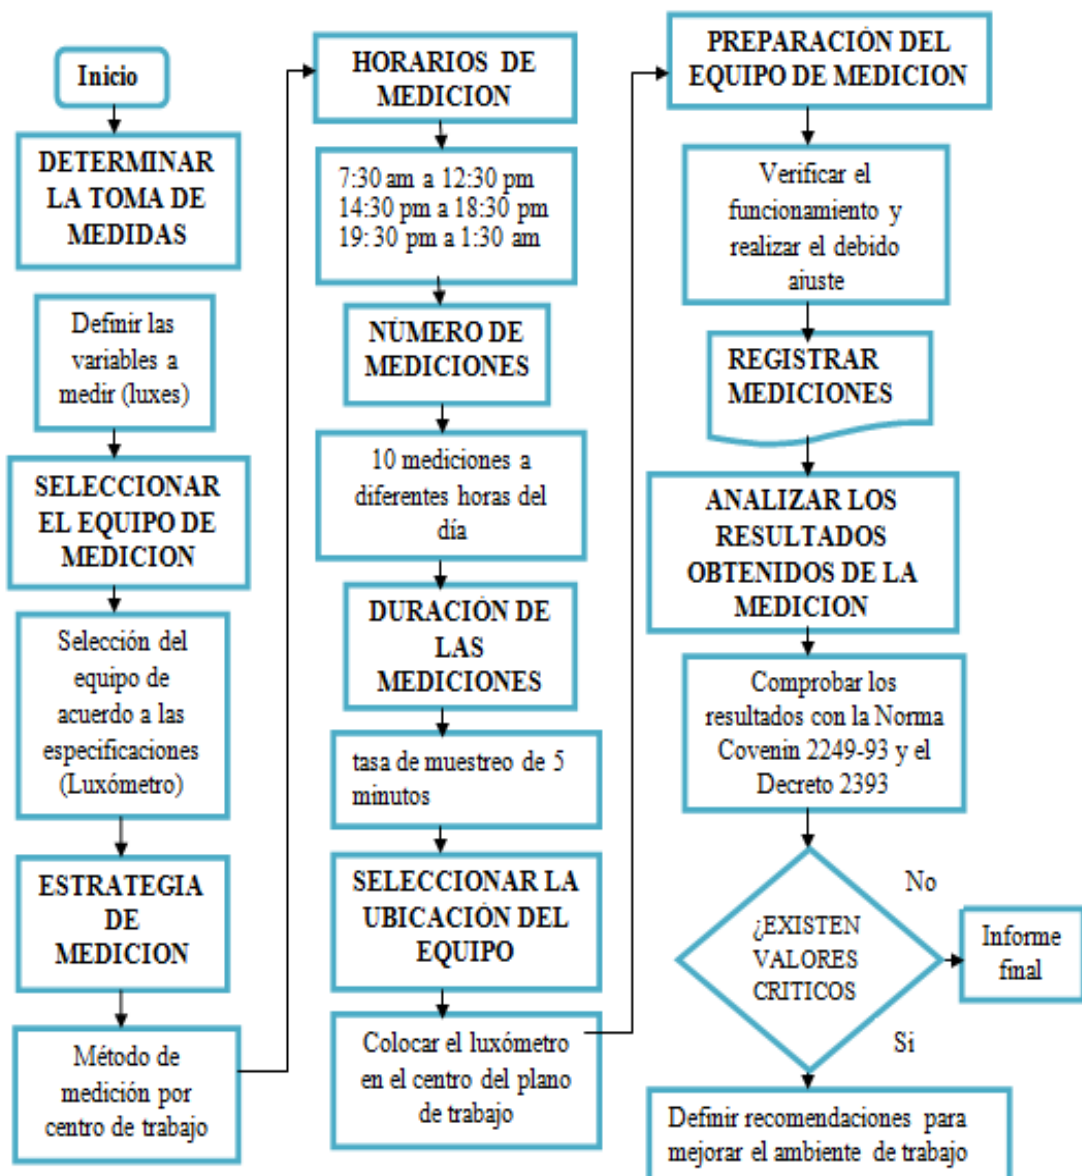 Inicio
DETERMINAR
LA TOMA DE
MEDIDAS
Definir las
variables a
medir (luxes)
SELECCIONAR
EL EQUIPO DE
MEDICION
Selección del
equipo de
acuerdo a las
especificaciones
(Luxómetro)
ESTRATEGIA
DE
MEDICION
Método de
medición por
centro de trabajo
HORARIOS DE
MEDICION
7:30 am a 12:30 pm
14:30 pm a 18:30 pm
19: 30 pm a 1:30 am
NÚMERO DE
MEDICIONES
10 mediciones a
diferentes horas del
día
DURACIÓN DE
LAS
MEDICIONES
tasa de muestreo de 5
minutos
SELECCIONAR LA
UBICACIÓN DEL
EQUIPO
Colocar el luxómetro
en el centro del plano
de trabajo
PREPARACIÓN DEL
EQUIPO DE MEDICION
Verificar el
funcionamiento y
realizar el debido
ajuste
REGISTRAR
MEDICIONES
ANALIZAR LOS
RESULTADOS
OBTENIDOS DE LA
MEDICION
Comprobar los
resultados con la Norma
Covenin 2249-93 y el
Decreto 2393
¿EXISTEN
VALORES
CRITICOS
No
Informe
final
Si
Definir recomendaciones para
mejorar el ambiente de trabajo